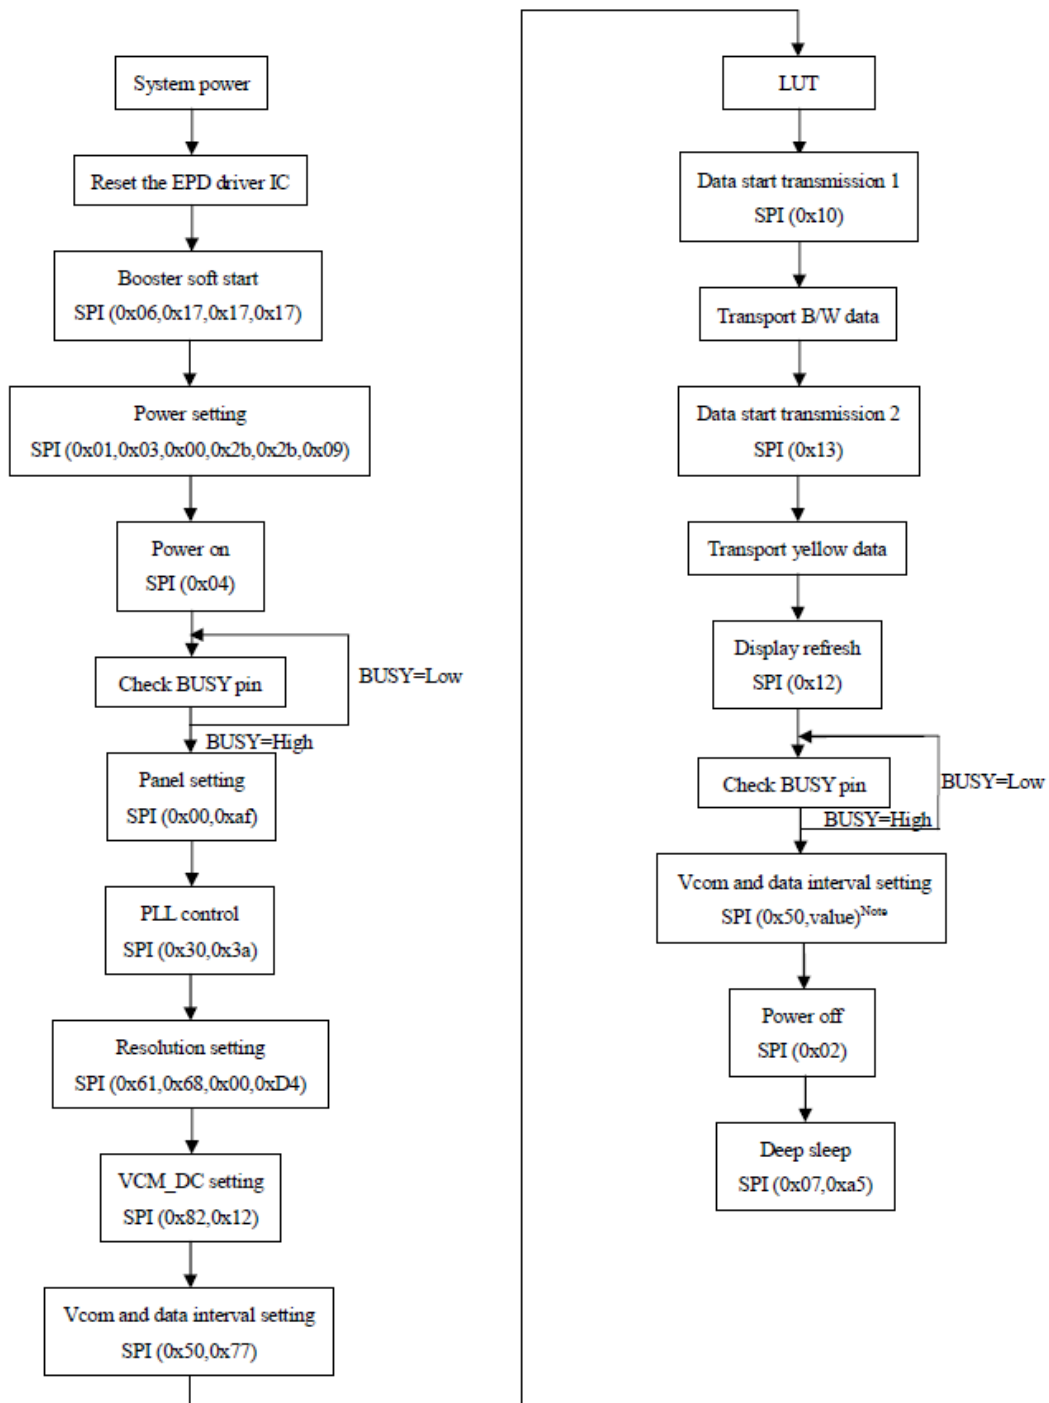 System power
Reset the EPD driver IC
Booster soft start
SPI (0x06,0x17,0x17,0x17)
Power setting
SPI (0x01,0x03,0x00,0x2b,0x2b,0x09)
Power on
SPI (0x04)
Check BUSY pin
BUSY=Low
BUSY=High
Panel setting
SPI (0x00,0xaf)
PLL control
SPI (0x30,0x3a)
Resolution setting
SPI (0x61,0x68,0x00,0xD4)
VCM_DC setting
SPI (0x82,0x12)
Vcom and data interval setting
SPI (0x50,0x77)
LUT
Data start transmission 1
SPI (0x10)
Transport B/W data
Data start transmission 2
SPI (0x13)
Transport yellow data
Display refresh
SPI (0x12)
Check BUSY pin
BUSY=Low
BUSY=High
Vcom and data interval setting
SPI (0x50,value)Note
Power off
SPI (0x02)
Deep sleep
SPI (0x07,0xa5)